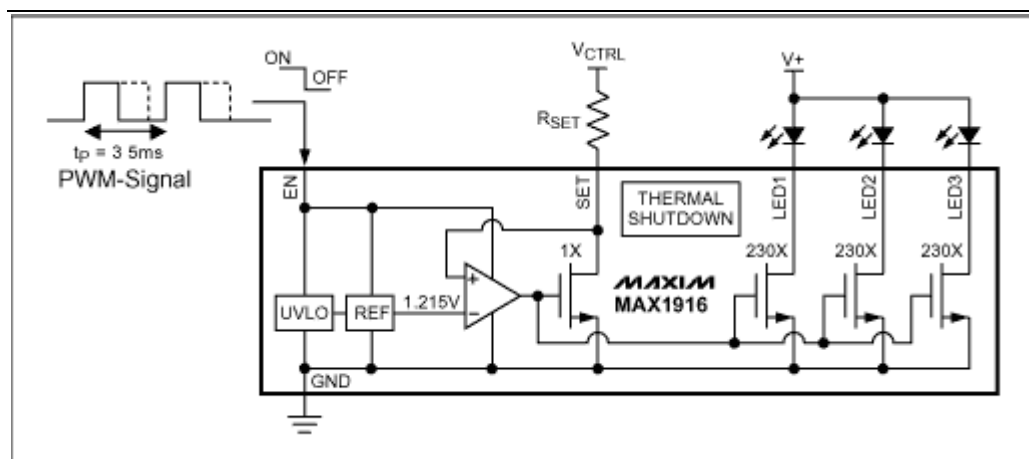 ON
OFF
tP = 3 5ms
PWM-Signal
VCTRL
RSET
V+
EN
SET
THERMAL
SHUTDOWN
LED1
LED2
LED3
1X
230X
230X
230X
MAXIM
MAX1916
UVLO
REF
1.215V
+
−
GND